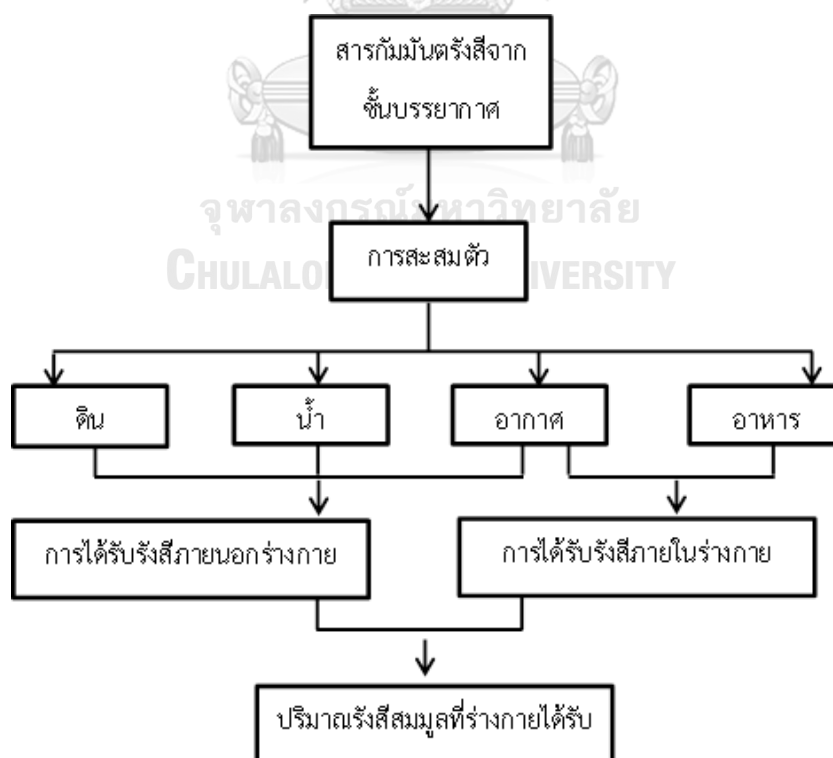 สารกัมมันตรังสีจาก
ชั้นบรรยากาศ
จุฬาลงกรณ์มหาวิทยาลัย
การสะสมตัว
CHULALO IVERSITY
ดิน
น้ำ
อากาศ
อาหาร
การได้รับรังสีภายนอกร่างกาย
การได้รับรังสีภายในร่างกาย
ปริมาณรังสีสมมูลที่ร่างกายได้รับ